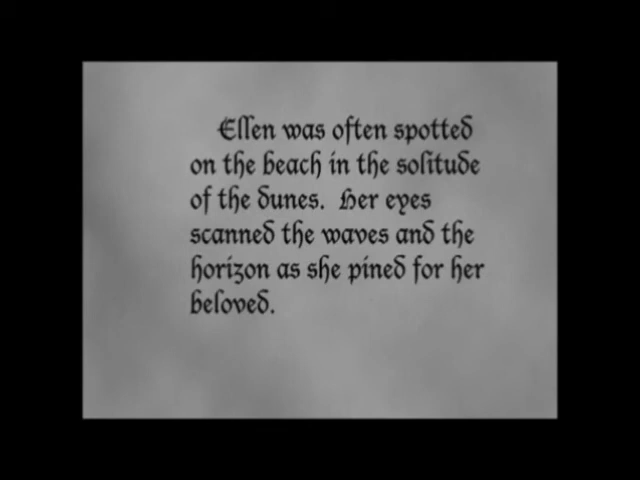 Ellen was often spotted
on the beach in the solitude
of the dunes. Her eyes
scanned the waves and the
horizon as she pined for her
beloved.